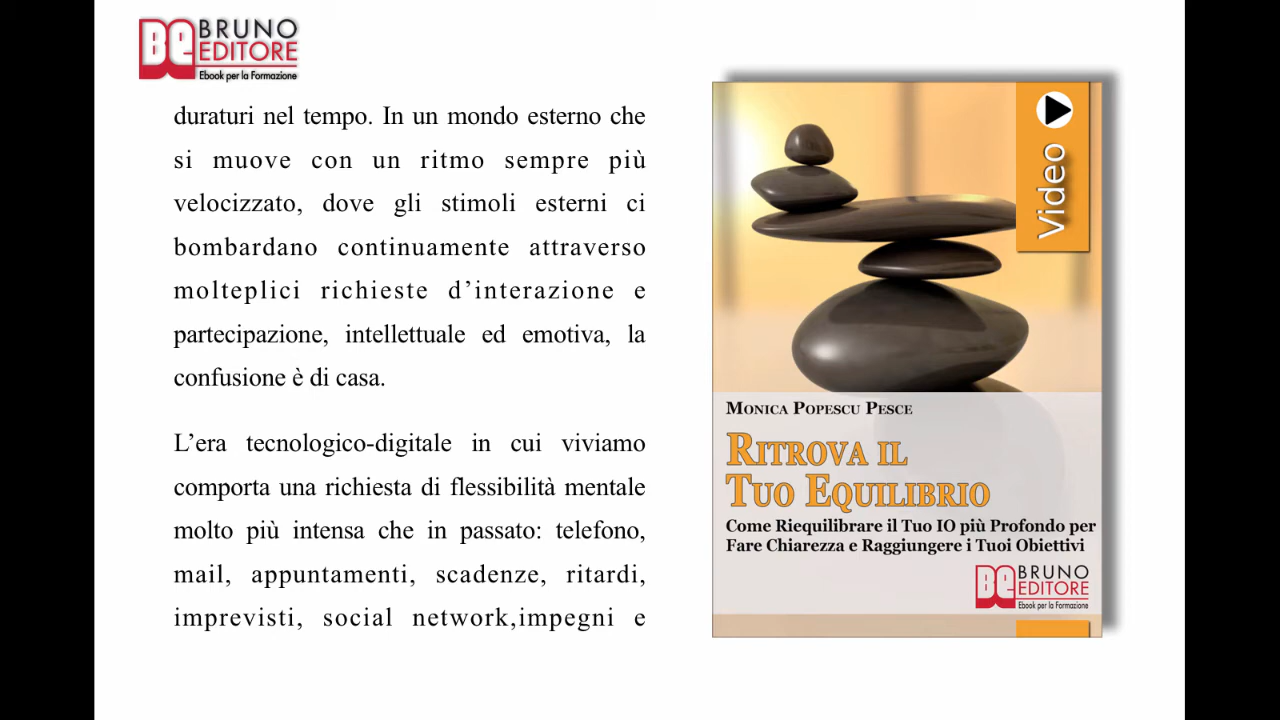 BRUNO
EDITORE
Ebook per la Formazione
duraturi nel tempo. In un mondo esterno che
si muove con un ritmo sempre più
velocizzato, dove gli stimoli esterni ci
bombardano continuamente attraverso
molteplici richieste d’interazione e
partecipazione, intellettuale ed emotiva, la
confusione è di casa.
L’era tecnologico-digitale in cui viviamo
comporta una richiesta di flessibilità mentale
molto più intensa che in passato: telefono,
mail, appuntamenti, scadenze, ritardi,
imprevisti, social network,impegni e
Video
MONICA POPESCU PESCE
RITROVA IL
TUO EQUILIBRIO
Come Riequilibrare il Tuo IO più Profondo per
Fare Chiarezza e Raggiungere i Tuoi Obiettivi
BRUNO
EDITORE
Ebook per la Formazione